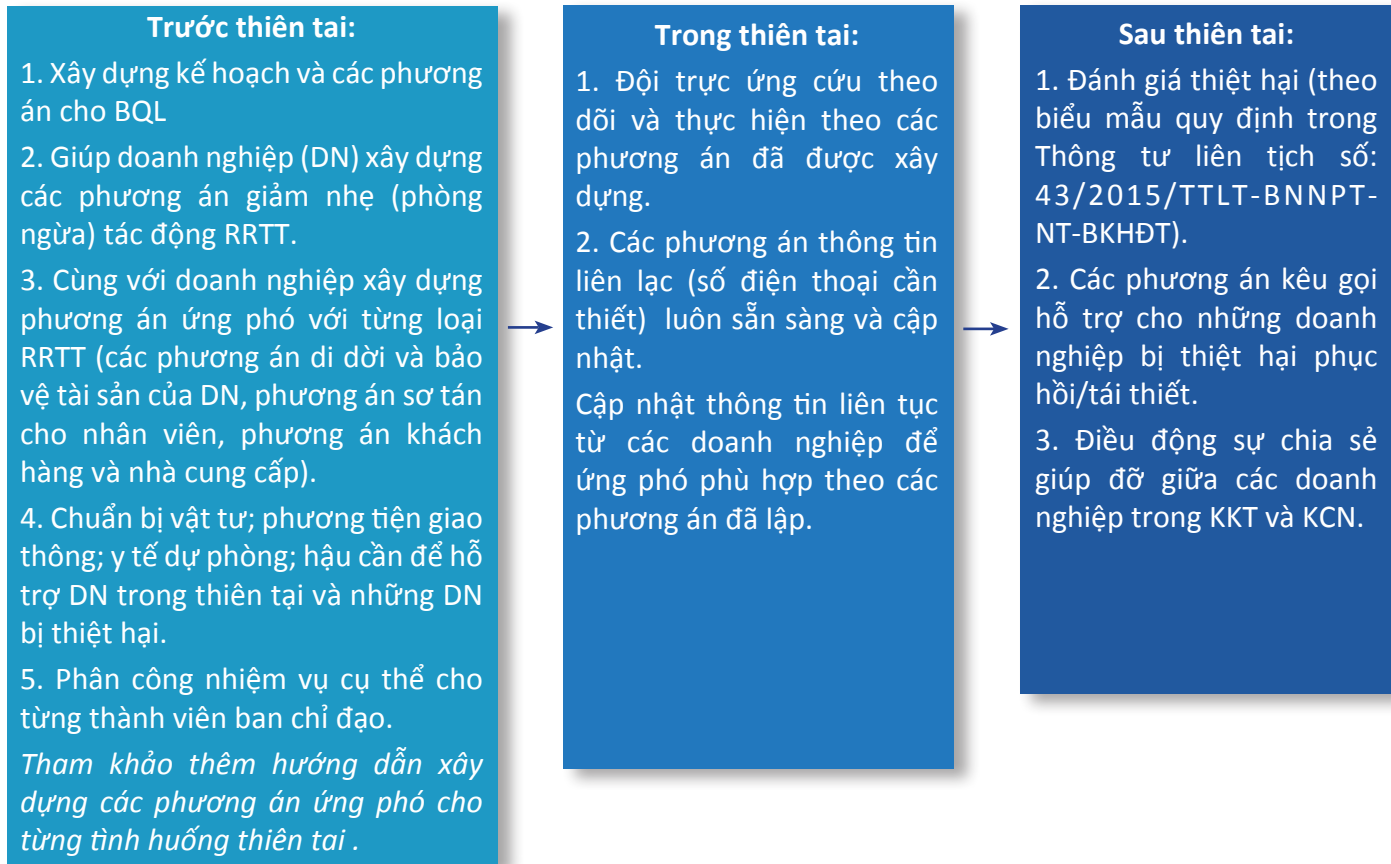 Trước thiên tai:
1. Xây dựng kế hoạch và các phương
án cho BQL
2. Giúp doanh nghiệp (DN) xây dựng
các phương án giảm nhẹ (phòng
ngừa) tác động RRTT.
3. Cùng với doanh nghiệp xây dựng
phương án ứng phó với từng loại
RRTT (các phương án di dời và bảo
vệ tài sản của DN, phương án sơ tán
cho nhân viên, phương án khách
hàng và nhà cung cấp).
4. Chuẩn bị vật tư; phương tiện giao
thông; y tế dự phòng; hậu cần để hỗ
trợ DN trong thiên tại và những DN
bị thiệt hại.
5. Phân công nhiệm vụ cụ thể cho
từng thành viên ban chỉ đạo.
Tham khảo thêm hướng dẫn xây
dựng các phương án ứng phó cho
từng tình huống thiên tai .
Trong thiên tai:
1. Đội trực ứng cứu theo
dõi và thực hiện theo các
phương án đã được xây
dựng.
2. Các phương án thông tin
liên lạc (số điện thoại cần
thiết) luôn sẵn sàng và cập
nhật.
Cập nhật thông tin liên tục
từ các doanh nghiệp để
ứng phó phù hợp theo các
phương án đã lập.
Sau thiên tai:
1. Đánh giá thiệt hại (theo
biểu mẫu quy định trong
Thông tư liên tịch số:
43/2015/TTLT-BNNPT-
NT-BKHĐT).
2. Các phương án kêu gọi
hỗ trợ cho những doanh
nghiệp bị thiệt hại phục
hồi/tái thiết.
3. Điều động sự chia sẻ
giúp đỡ giữa các doanh
nghiệp trong KKT và KCN.